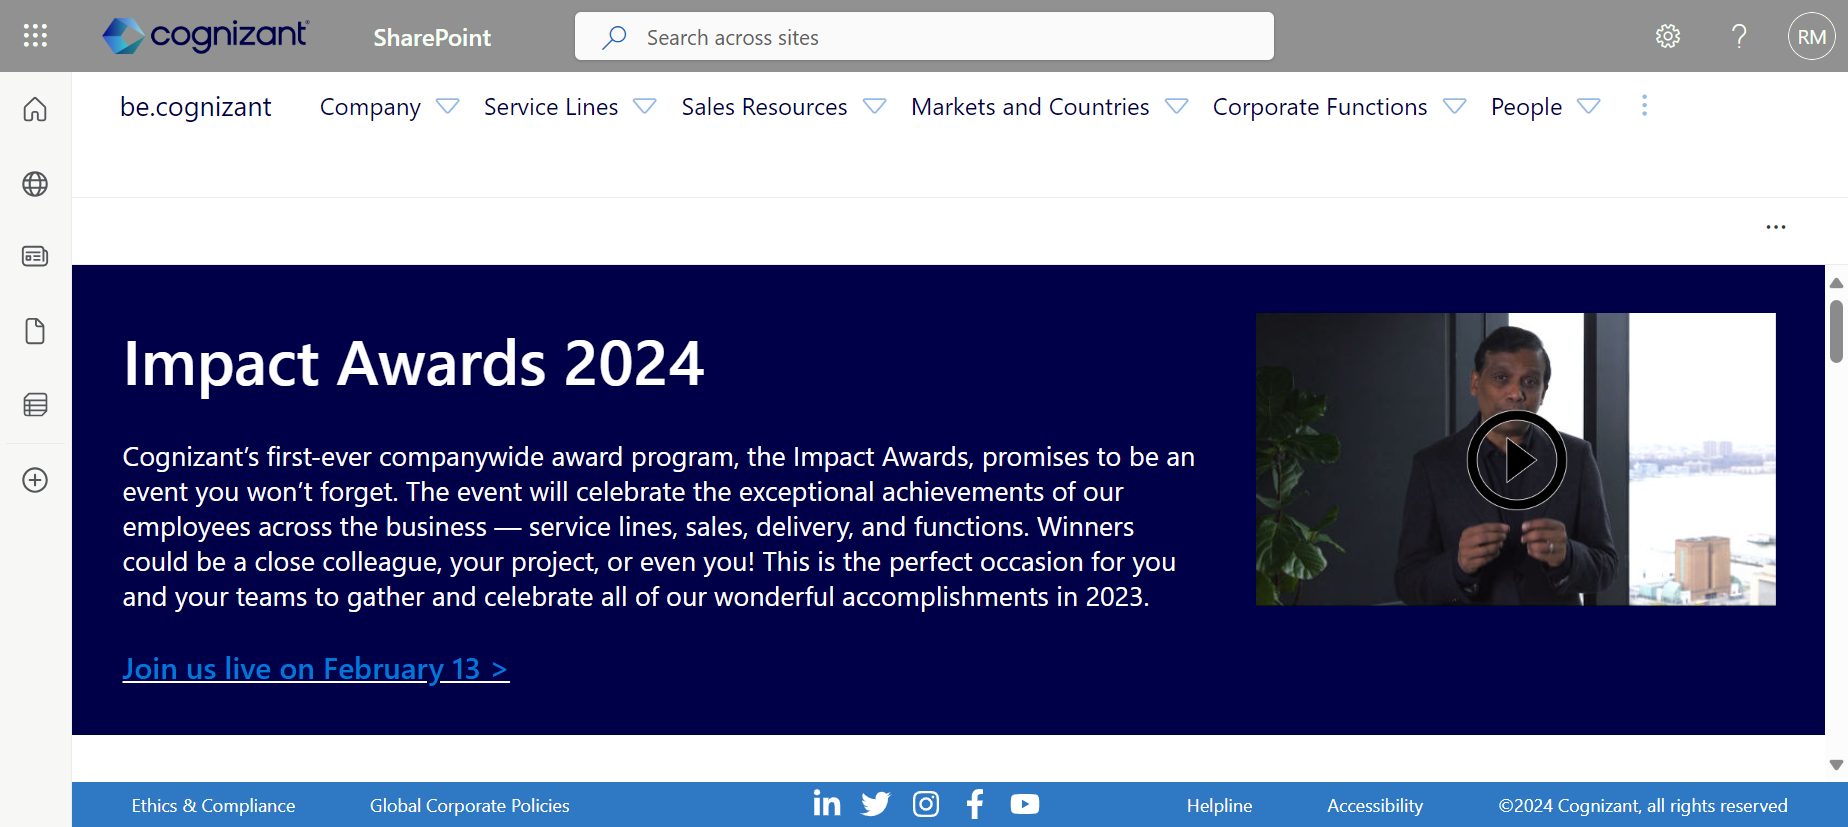 cognizant
SharePoint
Search across sites
?
RM
be.cognizant
Company
Service Lines
Sales Resources
Markets and Countries
Corporate Functions
People
Impact Awards 2024
Cognizant’s first-ever companywide award program, the Impact Awards, promises to be an
event you won’t forget. The event will celebrate the exceptional achievements of our
employees across the business — service lines, sales, delivery, and functions. Winners
could be a close colleague, your project, or even you! This is the perfect occasion for you
and your teams to gather and celebrate all of our wonderful accomplishments in 2023.
Join us live on February 13 >
Ethics & Compliance
Global Corporate Policies
in
Helpline
Accessibility
©2024 Cognizant, all rights reserved